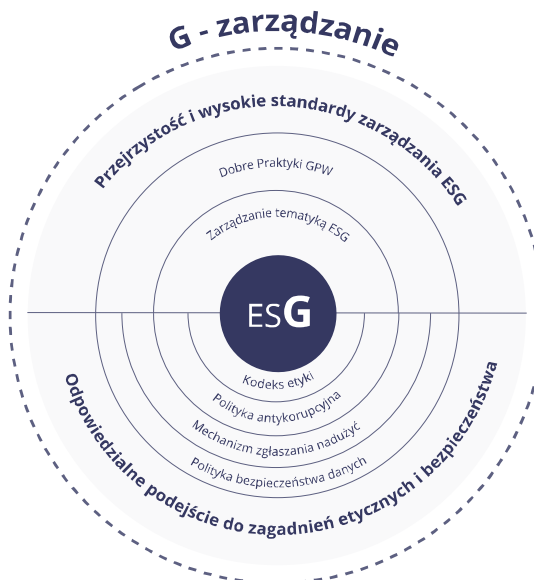 G - zarządzanie
Przejrzystość i wysokie standardy zarządzania ESG
Dobre Praktyki GPW
Zarządzanie tematyką ESG
ESG
Kodeks etyki
Polityka antykorupcyjna
Mechanizm zgłaszania nadużyć
Polityka bezpieczeństwa danych
Odpowiedzialne podejście do zagadnień etycznych i bezpieczeństwa